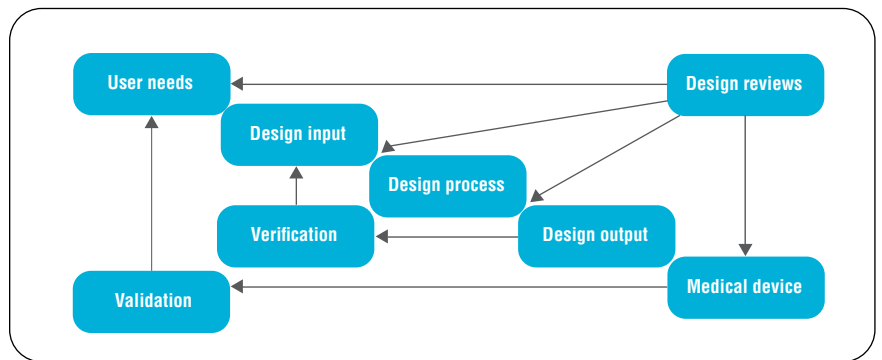 User needs
Design reviews
Design input
Design process
Verification
Design output
Validation
Medical device